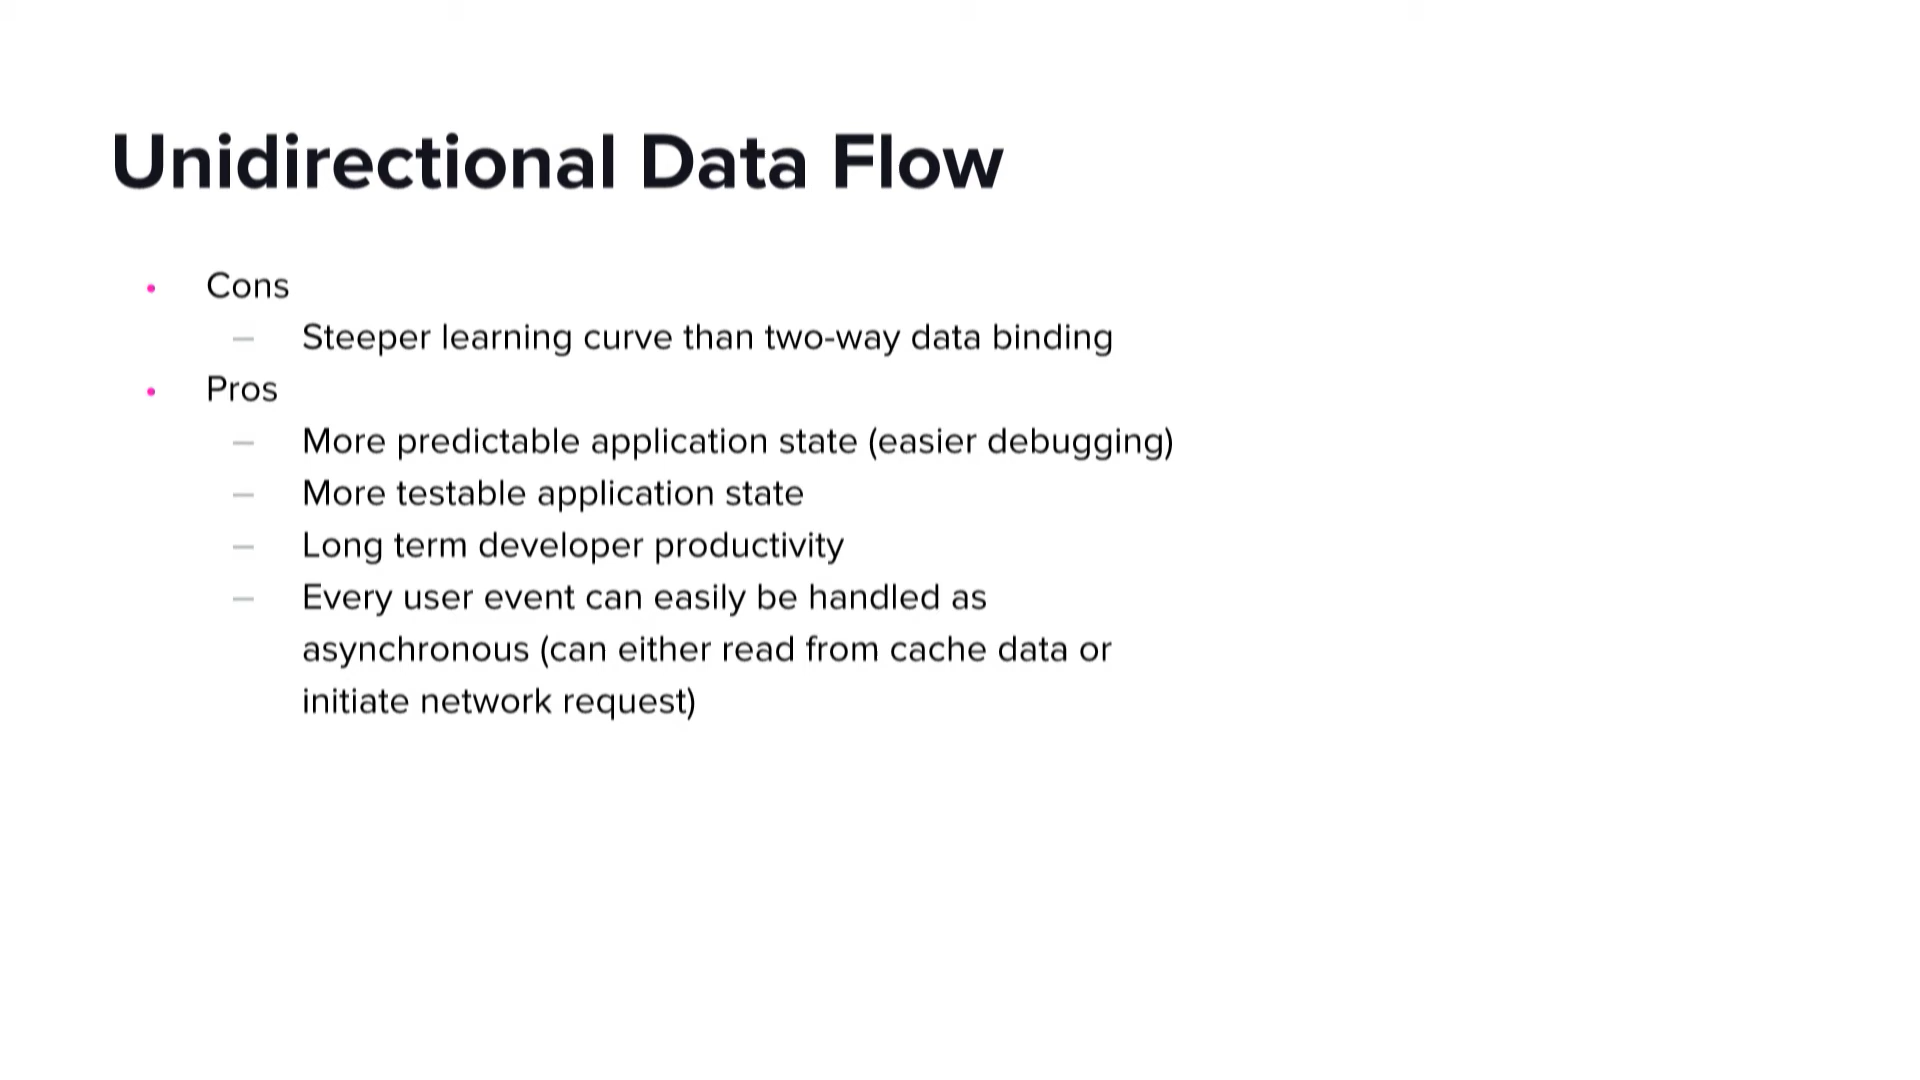 Unidirectional Data Flow
• Cons
– Steeper learning curve than two-way data binding
• Pros
– More predictable application state (easier debugging)
– More testable application state
– Long term developer productivity
– Every user event can easily be handled as
asynchronous (can either read from cache data or
initiate network request)